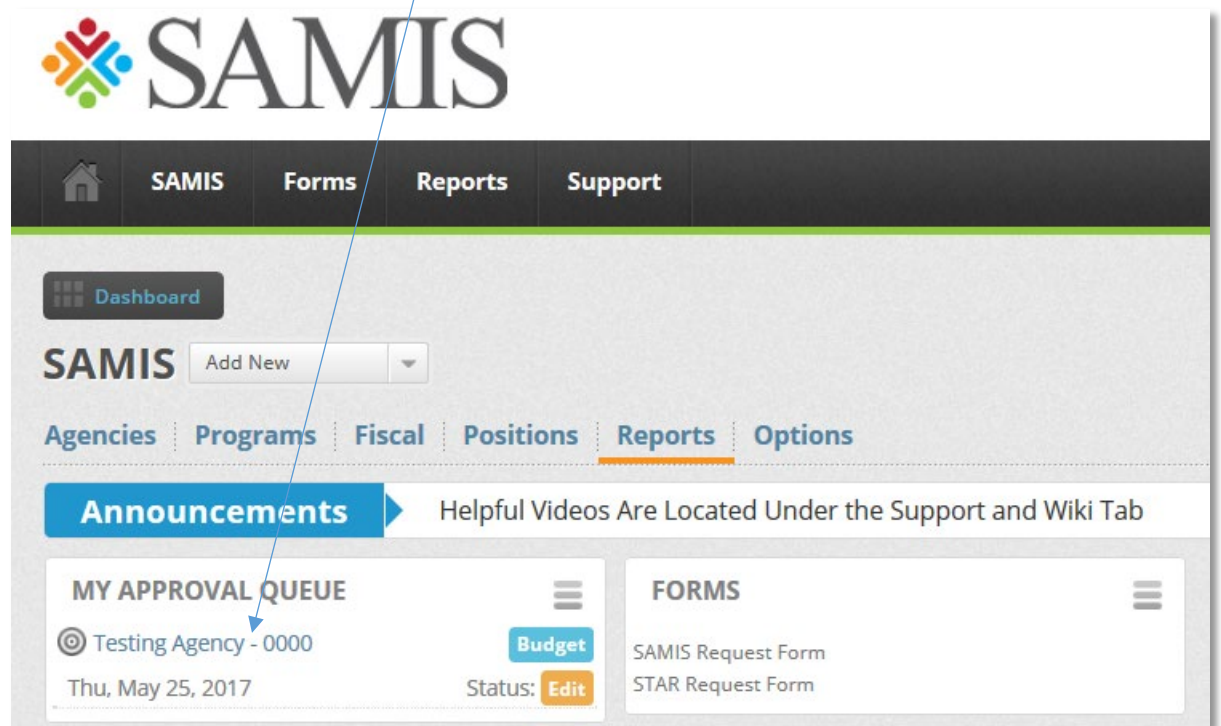 SAMIS
SAMIS Forms Reports Support
Dashboard
SAMIS Add New
Agencies Programs Fiscal Positions Reports Options
Announcements Helpful Videos Are Located Under the Support and Wiki Tab
MY APPROVAL QUEUE
Testing Agency - 0000 Budget
Thu, May 25, 2017 Status: Edit
FORMS
SAMIS Request Form
STAR Request Form